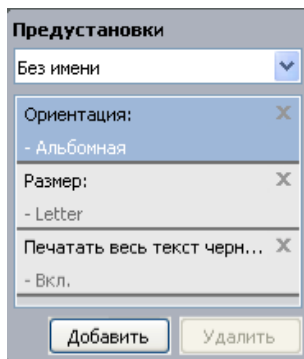 Предустановки
Без имени
Ориентация:
- Альбомная
Размер:
- Letter
Печатать весь текст черн...
- Вкл.
Добавить
Удалить